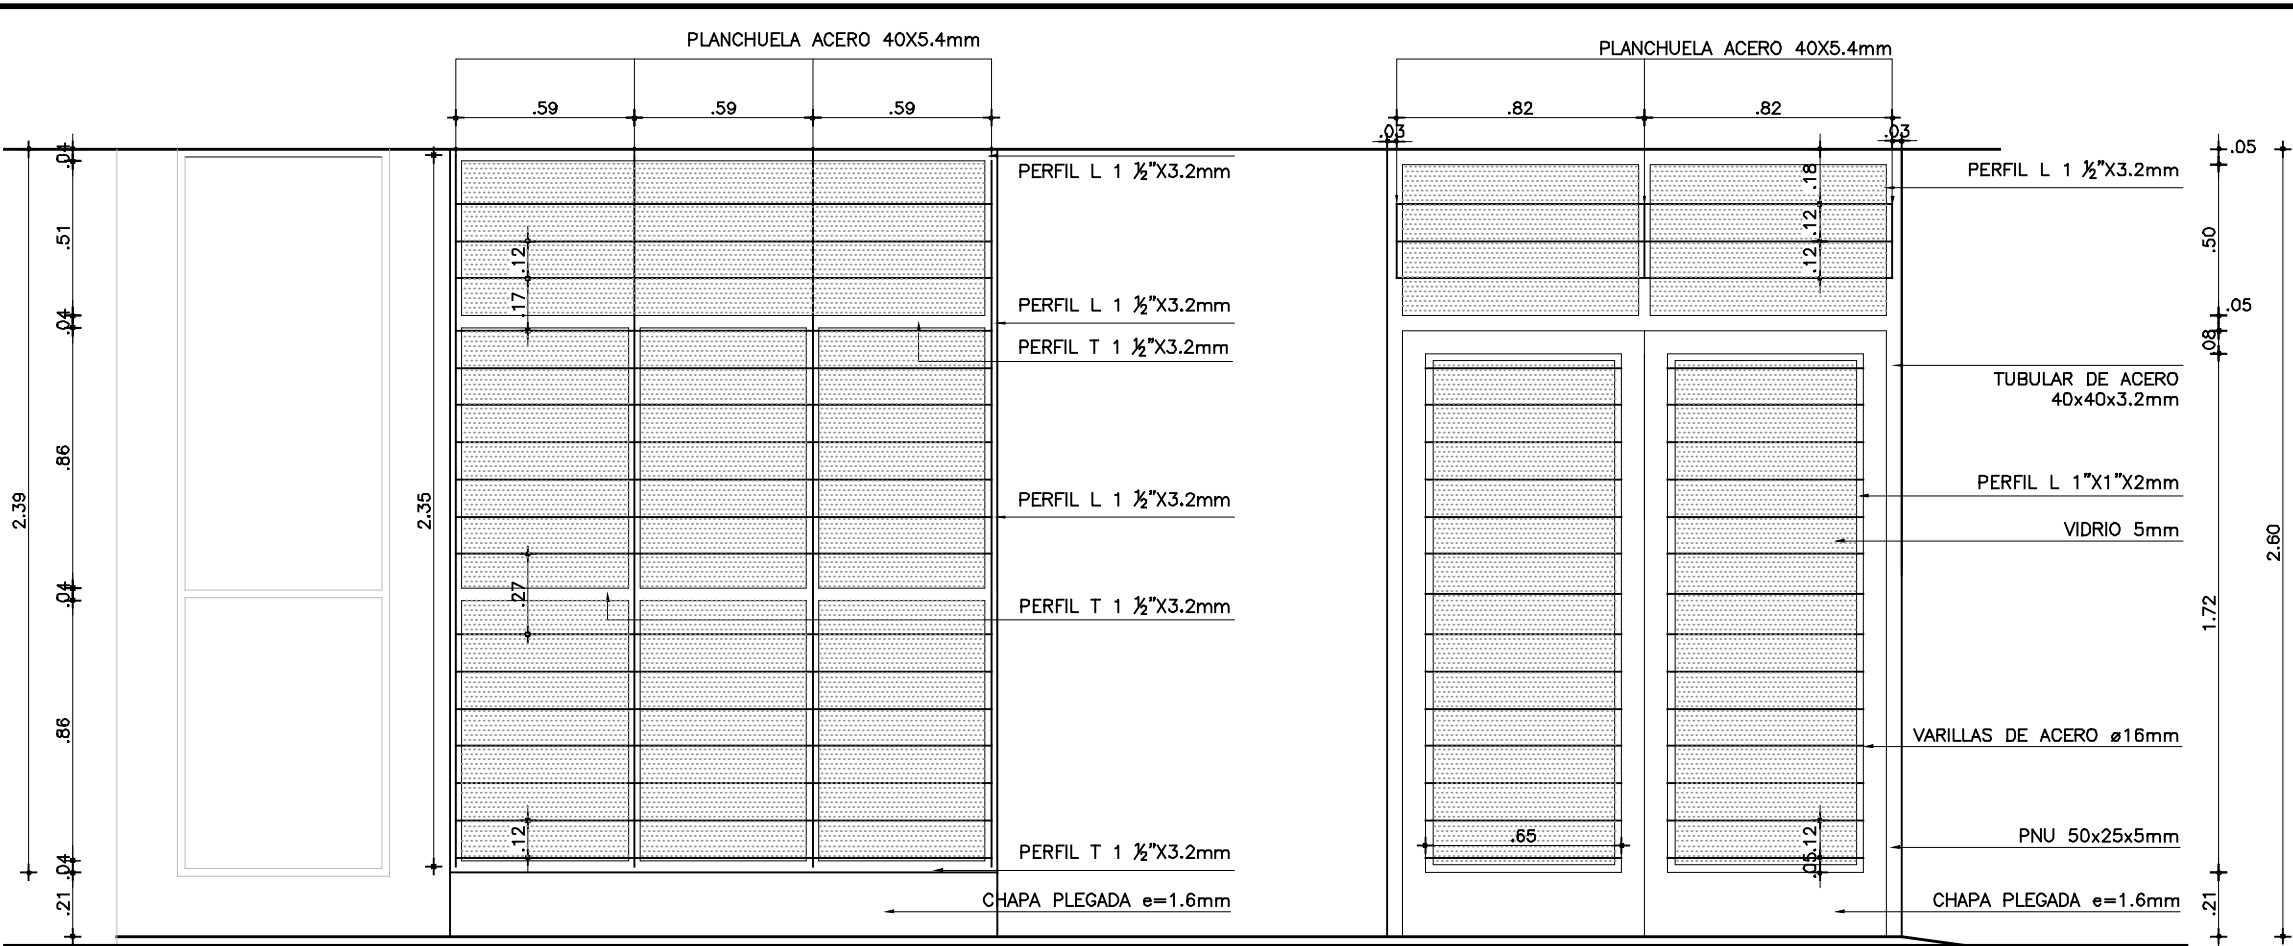 PLANCHUELA ACERO 40X5.4mm
PLANCHUELA ACERO 40X5.4mm
.59
.59
.59
.82
.82
.03
.03
.04
.51
.04
.86
.04
.86
.04
.21
2.39
2.35
.12
.17
.27
.12
PERFIL L 1 ½"X3.2mm
PERFIL L 1 ½"X3.2mm
PERFIL T 1 ½"X3.2mm
PERFIL L 1 ½"X3.2mm
PERFIL T 1 ½"X3.2mm
PERFIL T 1 ½"X3.2mm
CHAPA PLEGADA e=1.6mm
.18
.12
.12
.65
.12
.05
PERFIL L 1 ½"X3.2mm
TUBULAR DE ACERO
40x40x3.2mm
PERFIL L 1"X1"X2mm
VIDRIO 5mm
VARILLAS DE ACERO ø16mm
PNU 50x25x5mm
CHAPA PLEGADA e=1.6mm
.05
.50
.05
.08
1.72
.21
2.60